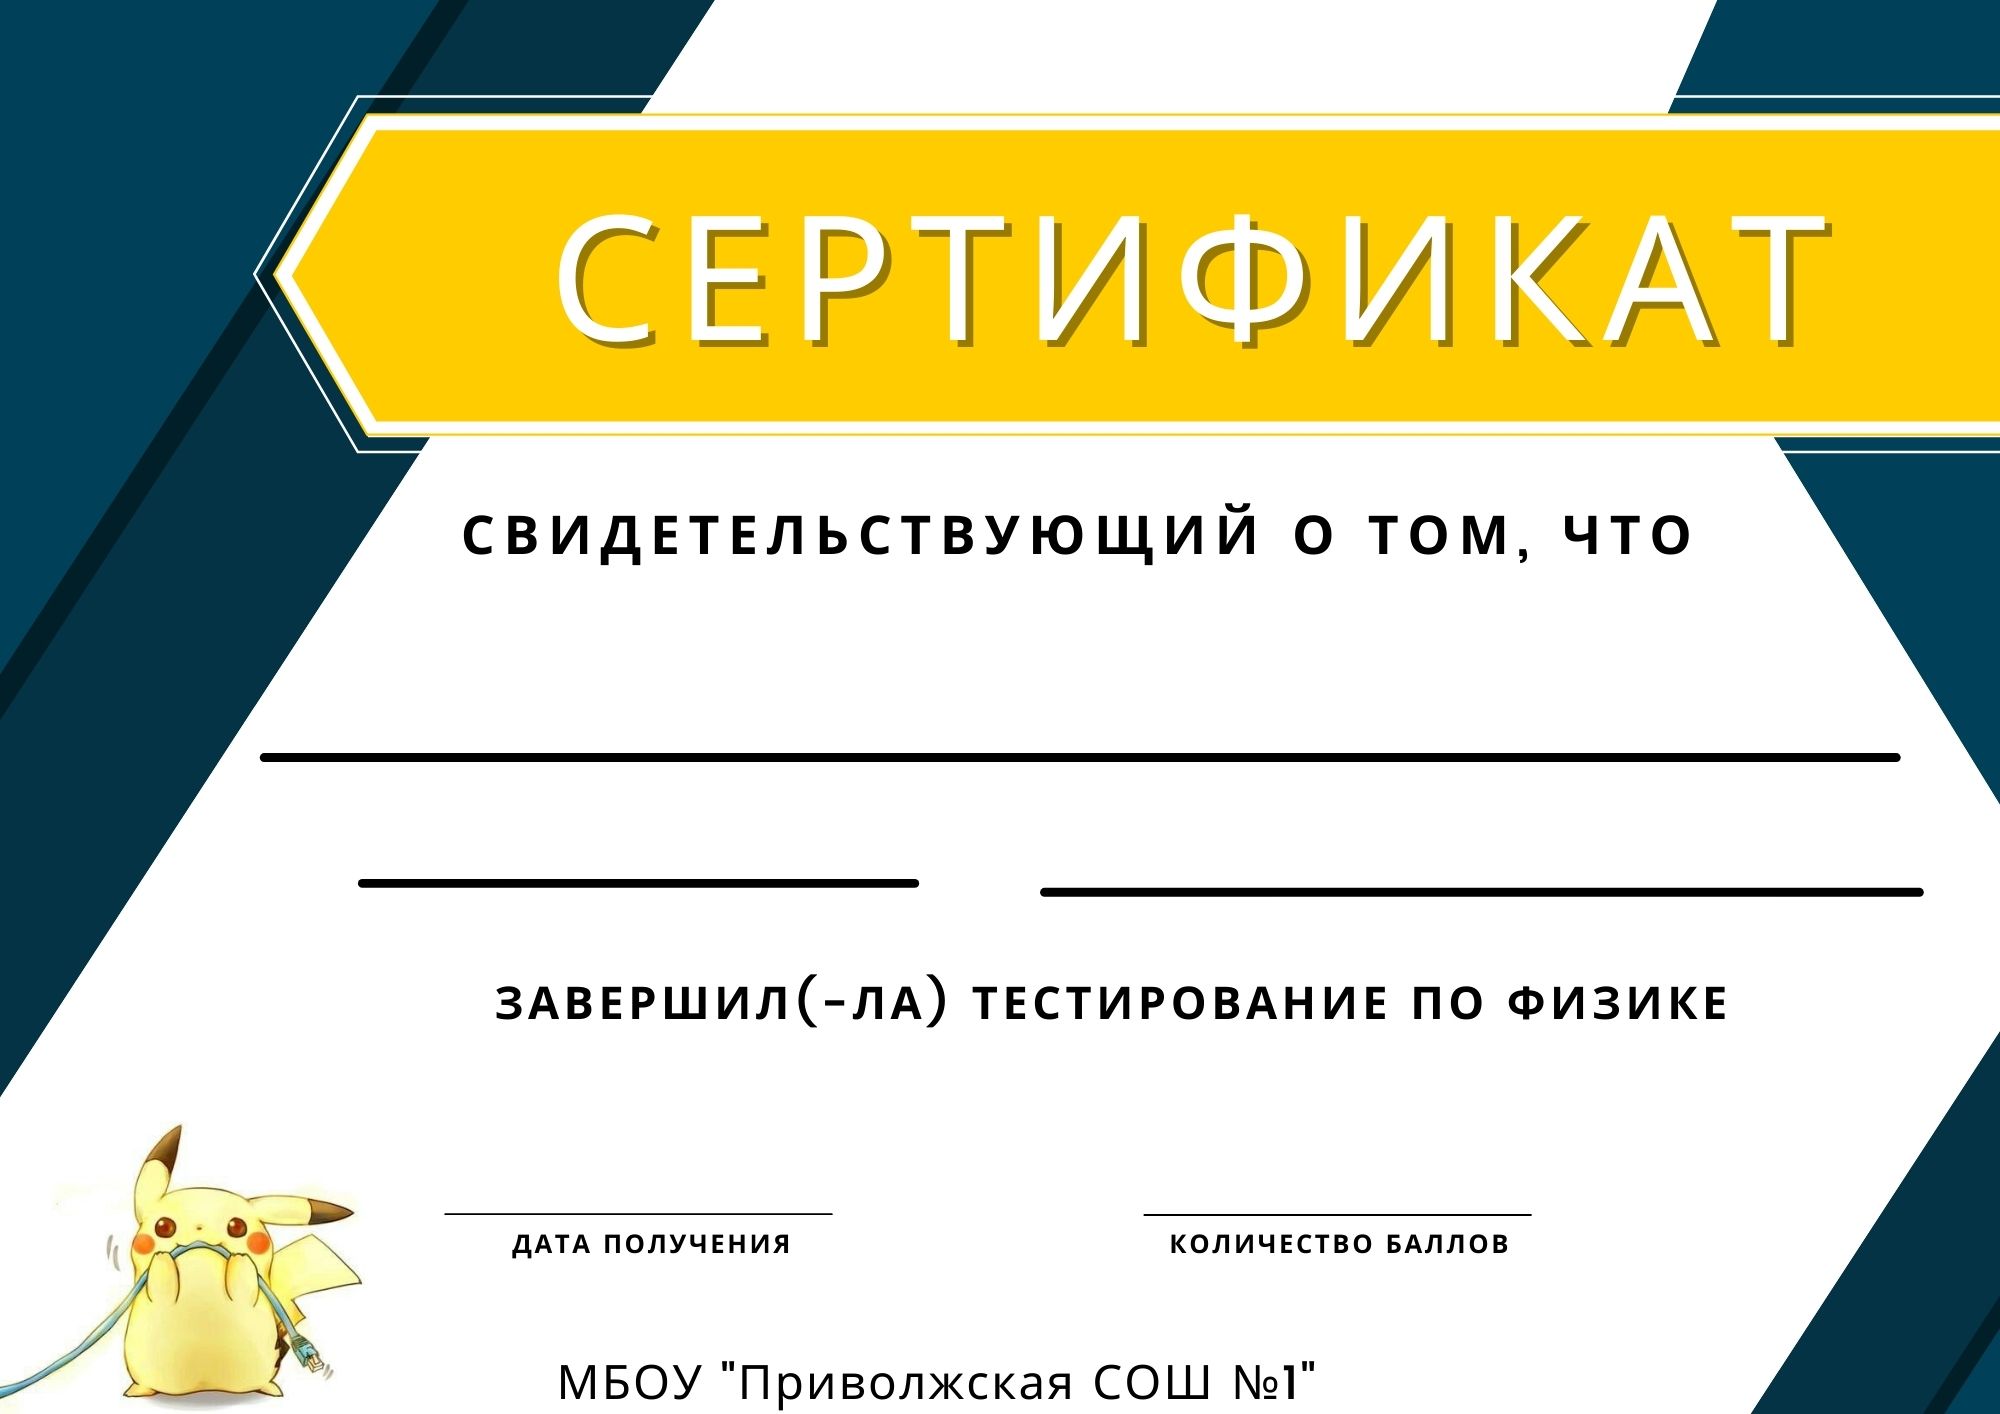 СЕРТИФИКАТ
СВИДЕТЕЛЬСТВУЮЩИЙ О ТОМ, ЧТО
ЗАВЕРШИЛ(-ЛА) ТЕСТИРОВАНИЕ ПО ФИЗИКЕ
ДАТА ПОЛУЧЕНИЯ
КОЛИЧЕСТВО БАЛЛОВ
МБОУ "Приволжская СОШ №1"